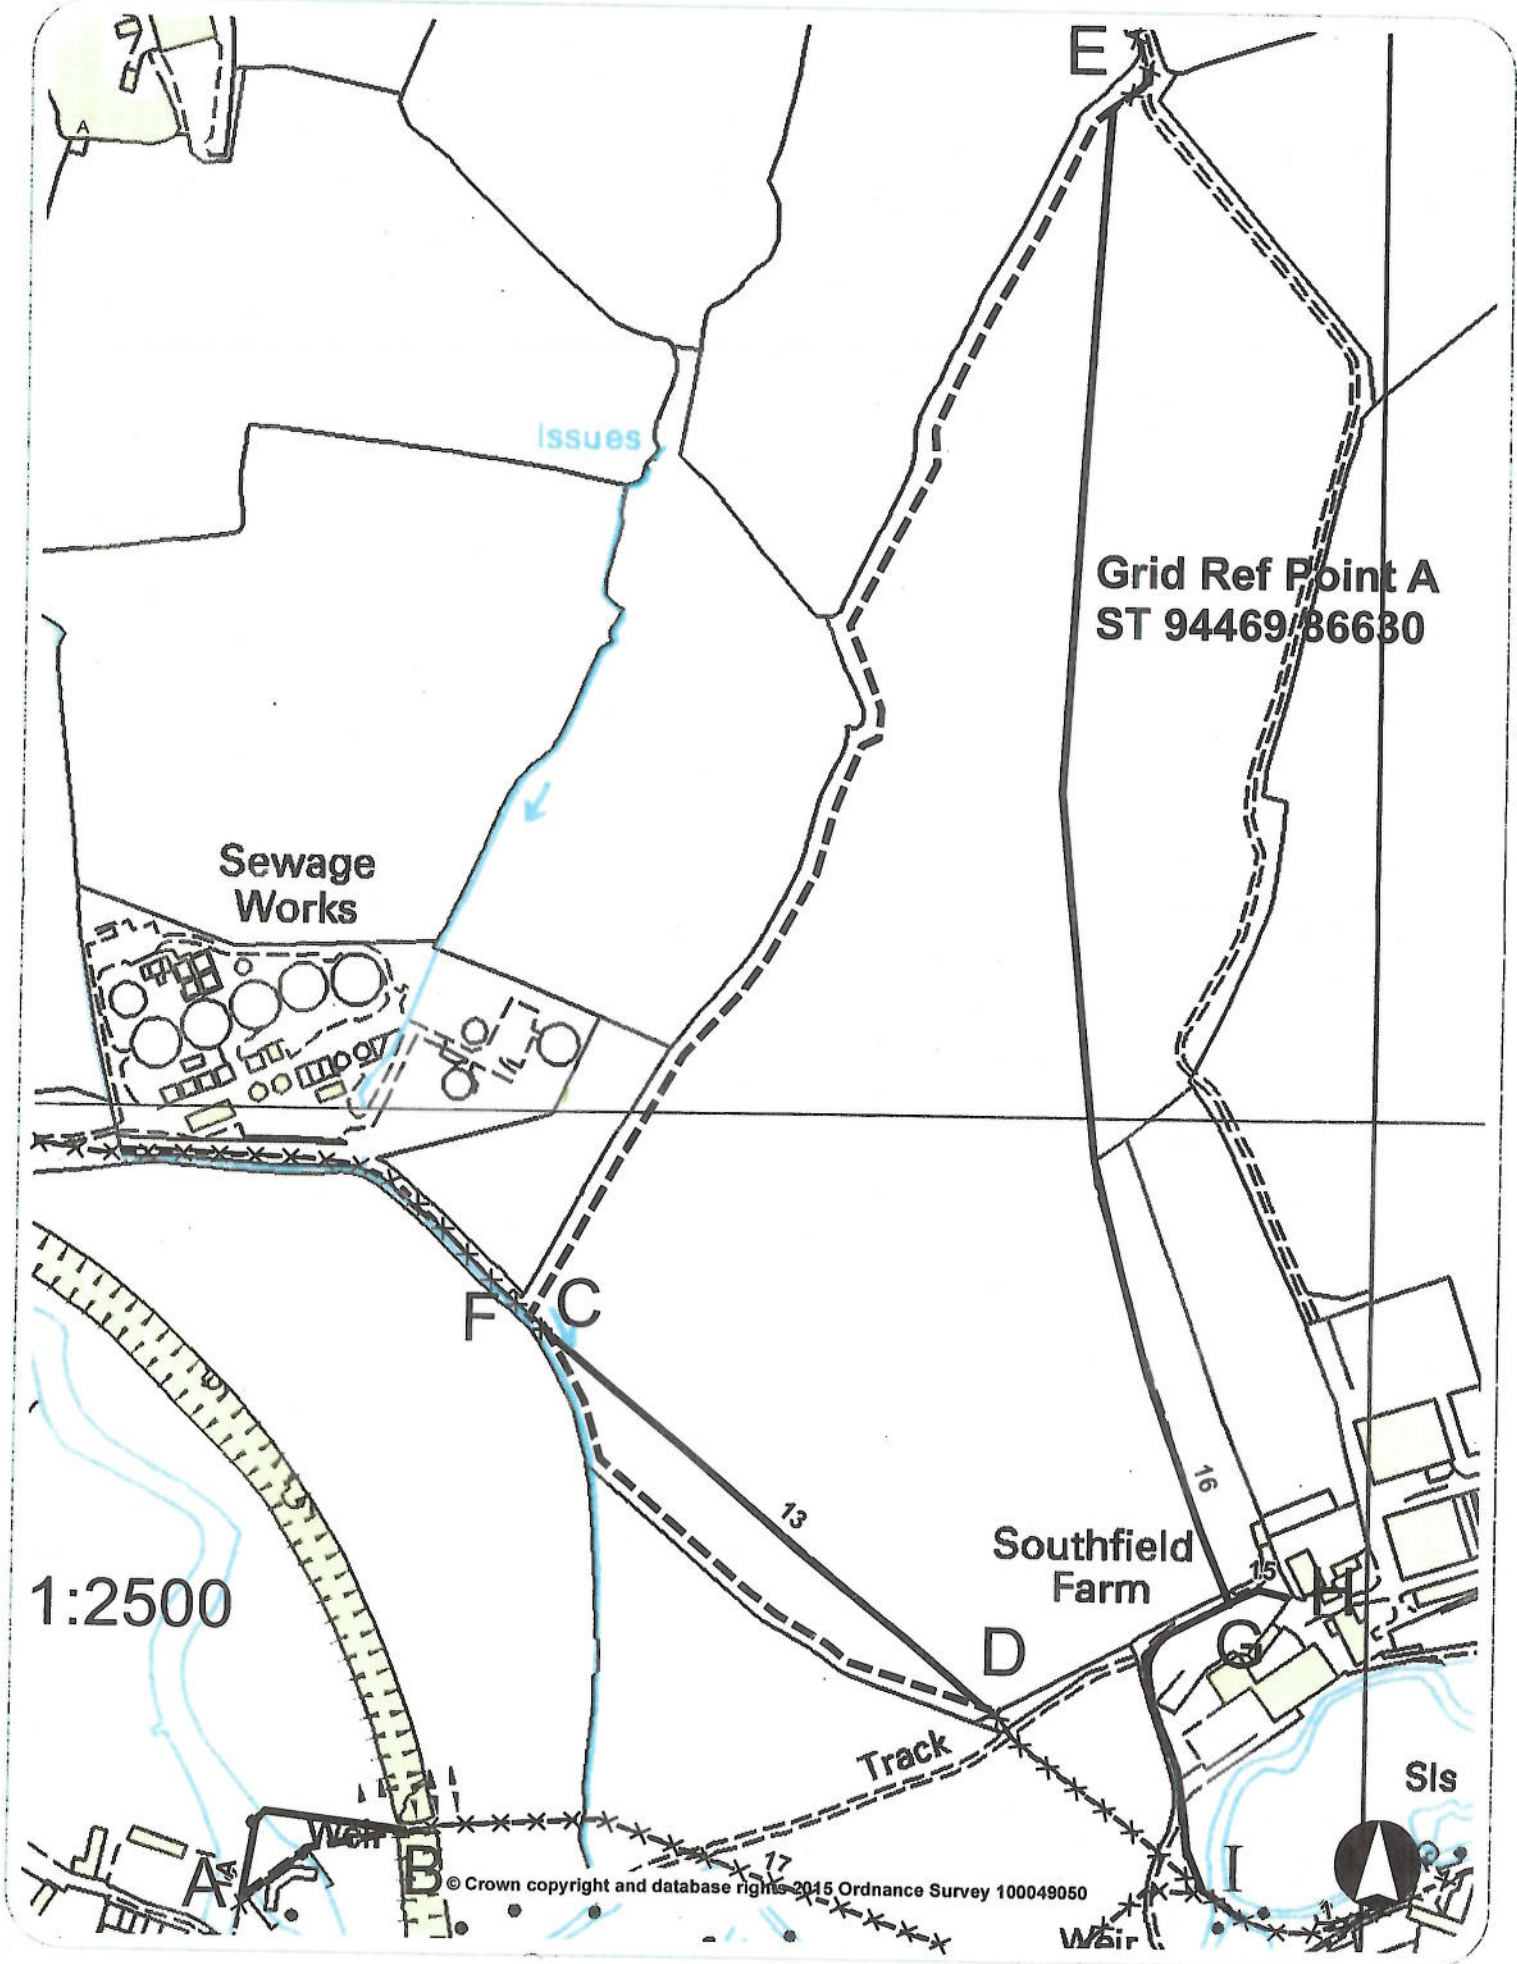 E
A
Issues
Grid Ref Point A
ST 94469/86630
Sewage
Works
F C
16
13
Southfield
Farm
15
H
1:2500
G
D
Track
Sls
Weir
A
B
I
17
© Crown copyright and database rights 2015 Ordnance Survey 100049050
Weir